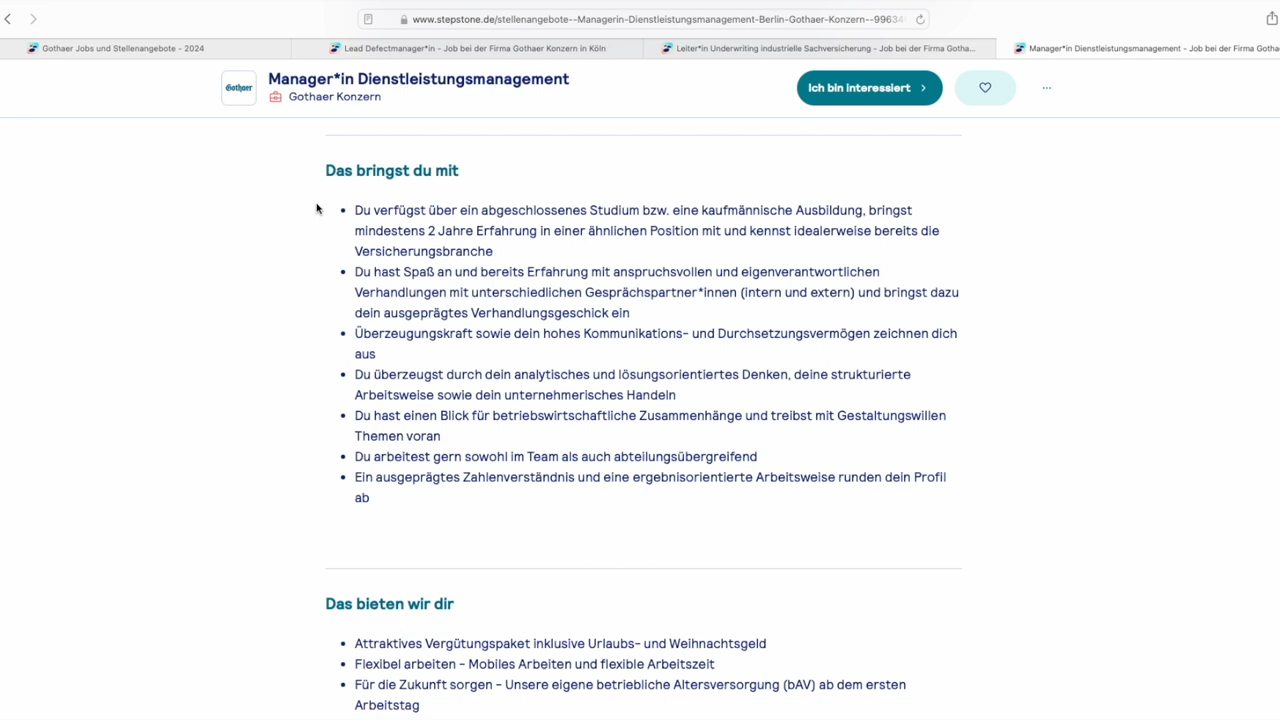 www.stepstone.de/stellenangebote--Managerin-Dienstleistungsmanagement-Berlin-Gothaer-Konzern--99634
Gothaer Jobs und Stellenangebote - 2024
Lead Defectmanager*in - Job bei der Firma Gothaer Konzern in Köln
Leiter*in Underwriting industrielle Sachversicherung - Job bei der Firma Gotha...
Manager*in Dienstleistungsmanagement - Job bei der Firma Gotha
Gothaer
Manager*in Dienstleistungsmanagement
Gothaer Konzern
Ich bin interessiert
...
Das bringst du mit
• Du verfügst über ein abgeschlossenes Studium bzw. eine kaufmännische Ausbildung, bringst
mindestens 2 Jahre Erfahrung in einer ähnlichen Position mit und kennst idealerweise bereits die
Versicherungsbranche
• Du hast Spaß an und bereits Erfahrung mit anspruchsvollen und eigenverantwortlichen
Verhandlungen mit unterschiedlichen Gesprächspartner*innen (intern und extern) und bringst dazu
dein ausgeprägtes Verhandlungsgeschick ein
• Überzeugungskraft sowie dein hohes Kommunikations- und Durchsetzungsvermögen zeichnen dich
aus
• Du überzeugst durch dein analytisches und lösungsorientiertes Denken, deine strukturierte
Arbeitsweise sowie dein unternehmerisches Handeln
• Du hast einen Blick für betriebswirtschaftliche Zusammenhänge und treibst mit Gestaltungswillen
Themen voran
• Du arbeitest gern sowohl im Team als auch abteilungsübergreifend
• Ein ausgeprägtes Zahlenverständnis und eine ergebnisorientierte Arbeitsweise runden dein Profil
ab
Das bieten wir dir
• Attraktives Vergütungspaket inklusive Urlaubs- und Weihnachtsgeld
• Flexibel arbeiten - Mobiles Arbeiten und flexible Arbeitszeit
• Für die Zukunft sorgen - Unsere eigene betriebliche Altersversorgung (bAV) ab dem ersten
Arbeitstag